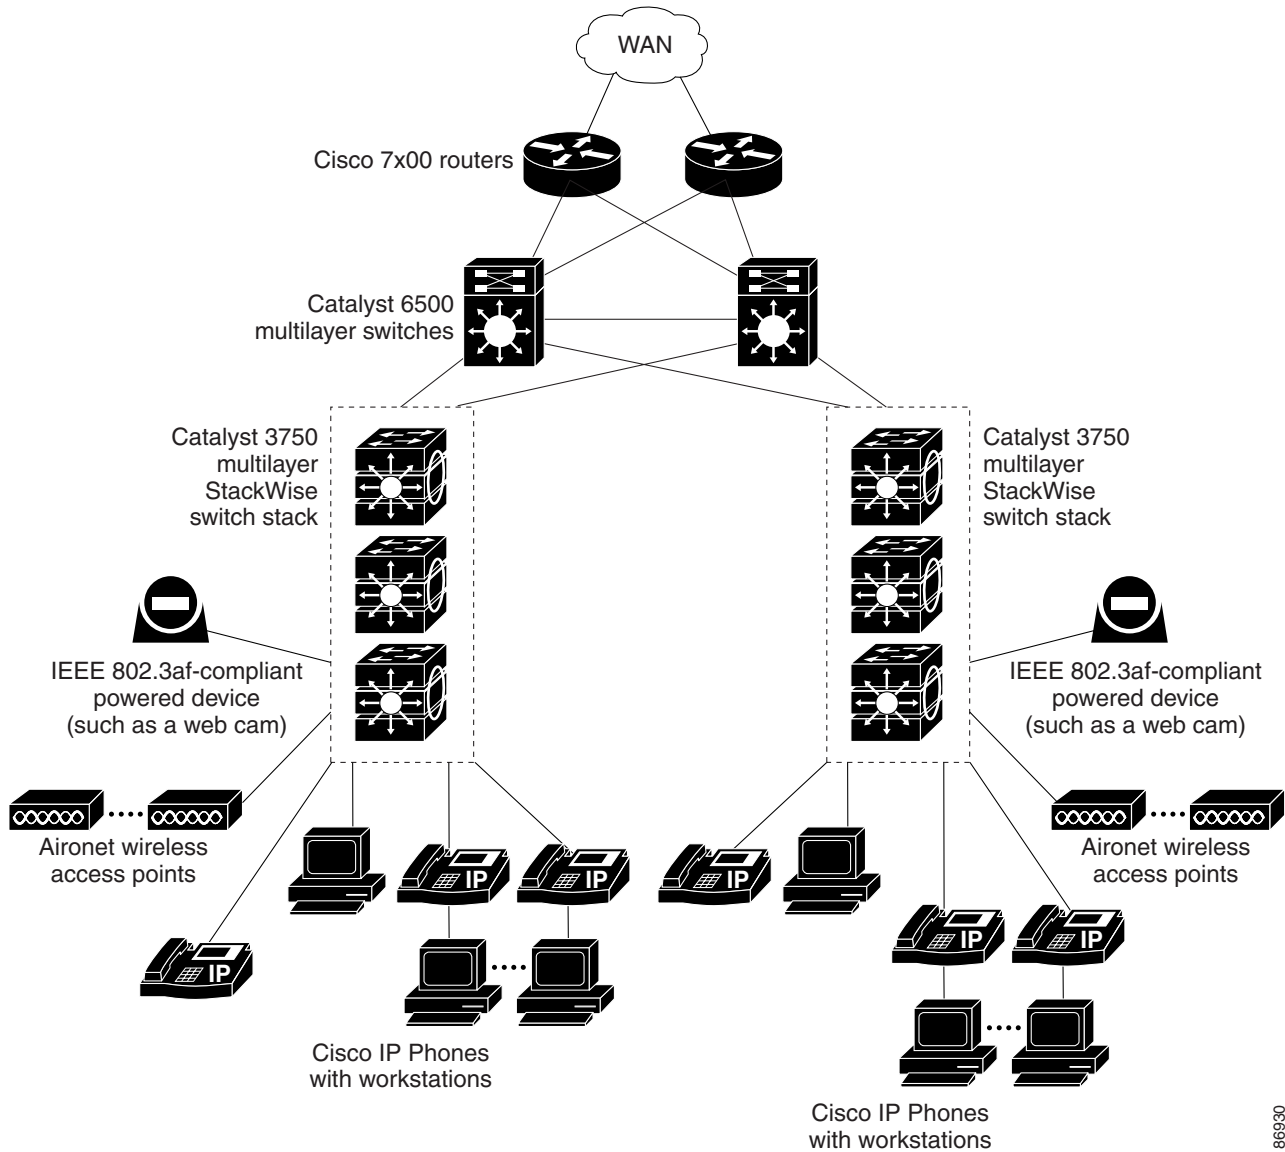 WAN
Cisco 7x00 routers
Catalyst 6500
multilayer switches
Catalyst 3750
multilayer
StackWise
switch stack
Catalyst 3750
multilayer
StackWise
switch stack
IEEE 802.3af-compliant
powered device
(such as a web cam)
IEEE 802.3af-compliant
powered device
(such as a web cam)
Aironet wireless
access points
Aironet wireless
access points
IP
IP
IP
IP
IP
IP
Cisco IP Phones
with workstations
Cisco IP Phones
with workstations
86930